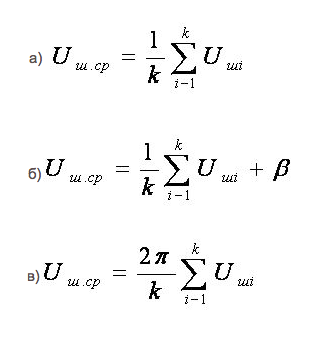 а) U ш.ср = 1/k ∑ i−1 k U шi
б) U ш.ср = 1/k ∑ i−1 k U шi + β
в) U ш.ср = 2π/k ∑ i−1 k U шi